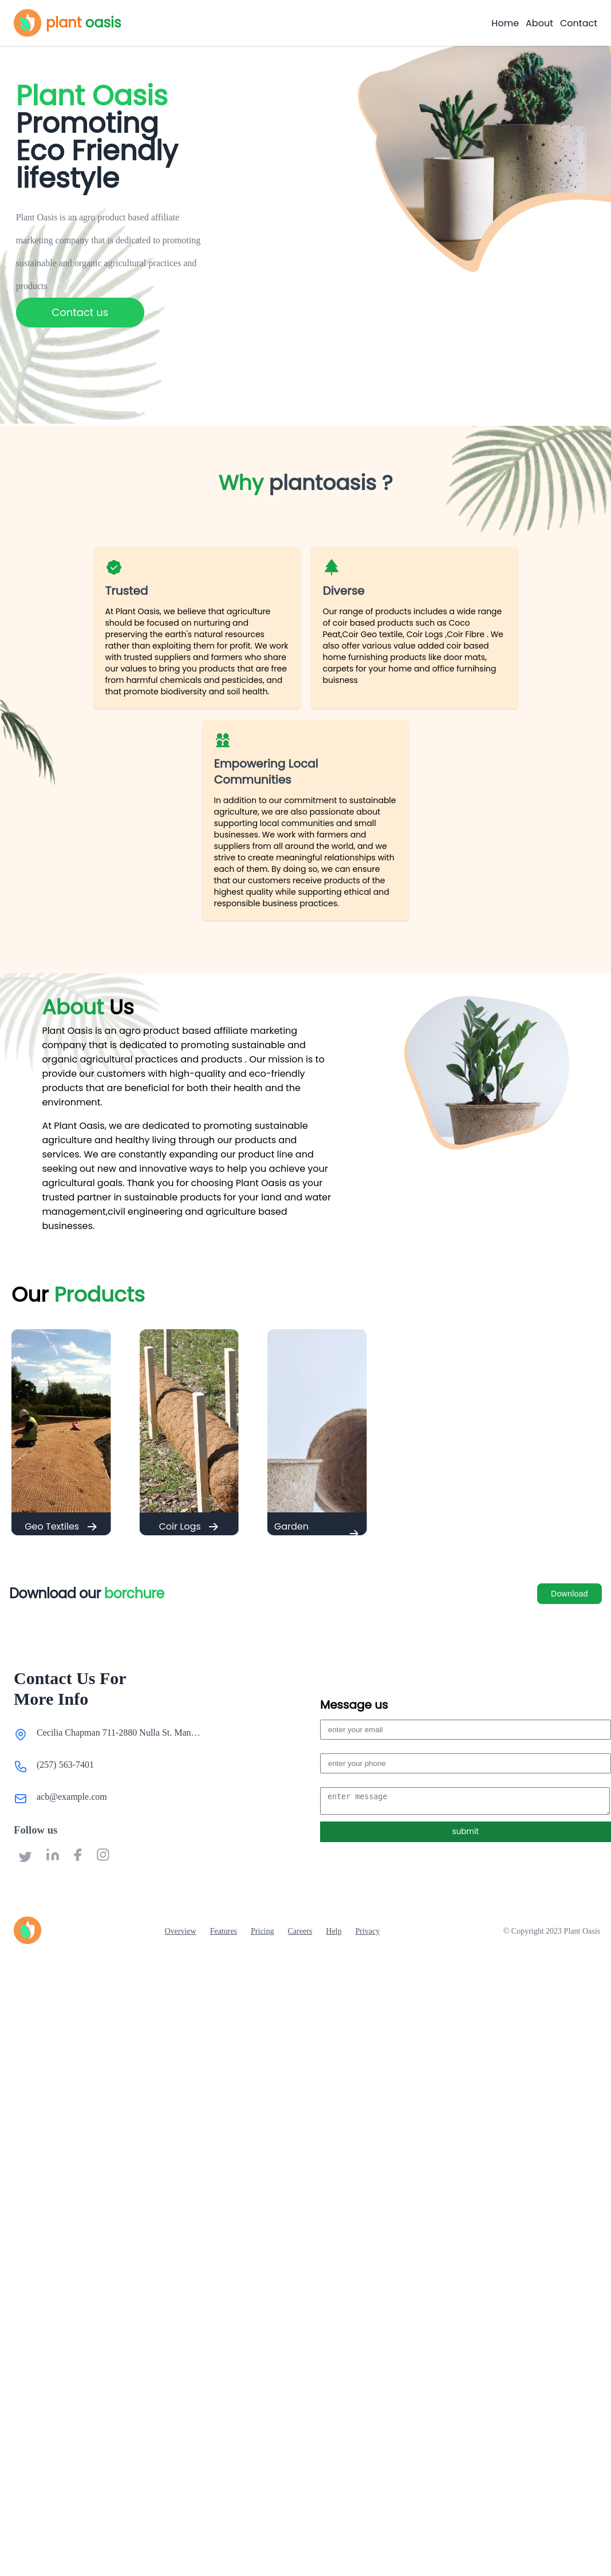 plant oasis
Home About Contact
Plant Oasis
Promoting
Eco Friendly
lifestyle
Plant Oasis is an agro product based affiliate
marketing company that is dedicated to promoting
sustainable and organic agricultural practices and
products
Contact us
Why plantoasis ?
Trusted
At Plant Oasis, we believe that agriculture
should be focused on nurturing and
preserving the earth's natural resources
rather than exploiting them for profit. We work
with trusted suppliers and farmers who share
our values to bring you products that are free
from harmful chemicals and pesticides, and
that promote biodiversity and soil health.
Diverse
Our range of products includes a wide range
of coir based products such as Coco
Peat,Coir Geo textile, Coir Logs ,Coir Fibre . We
also offer various value added coir based
home furnishing products like door mats,
carpets for your home and office furnihsing
buisness
Empowering Local
Communities
In addition to our commitment to sustainable
agriculture, we are also passionate about
supporting local communities and small
businesses. We work with farmers and
suppliers from all around the world, and we
strive to create meaningful relationships with
each of them. By doing so, we can ensure
that our customers receive products of the
highest quality while supporting ethical and
responsible business practices.
About Us
Plant Oasis is an agro product based affiliate marketing
company that is dedicated to promoting sustainable and
organic agricultural practices and products . Our mission is to
provide our customers with high-quality and eco-friendly
products that are beneficial for both their health and the
environment.
At Plant Oasis, we are dedicated to promoting sustainable
agriculture and healthy living through our products and
services. We are constantly expanding our product line and
seeking out new and innovative ways to help you achieve your
agricultural goals. Thank you for choosing Plant Oasis as your
trusted partner in sustainable products for your land and water
management,civil engineering and agriculture based
businesses.
Our Products
Geo Textiles
Coir Logs
Garden
Download our borchure
Download
Contact Us For
More Info
Cecilia Chapman 711-2880 Nulla St. Man…
(257) 563-7401
acb@example.com
Follow us
Message us
enter your email
enter your phone
enter message
submit
Overview Features Pricing Careers Help Privacy
© Copyright 2023 Plant Oasis